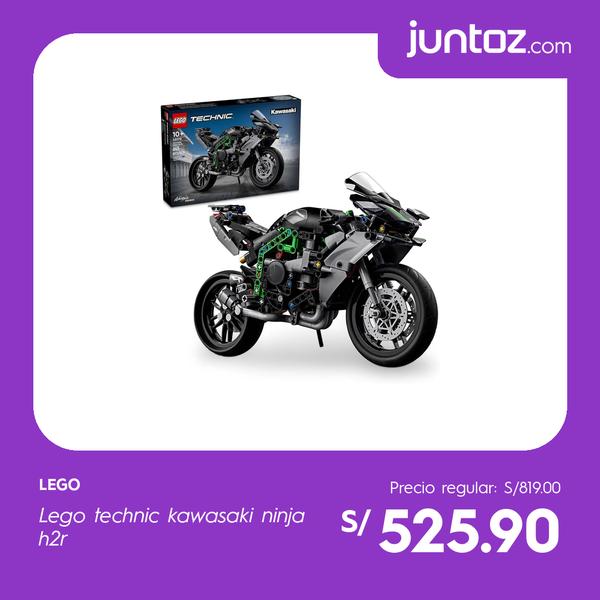 juntoz.com
LEGO TECHNIC Kawasaki
10+
LEGO
Precio regular: S/819.00
Lego technic kawasaki ninja
h2r
S/ 525.90